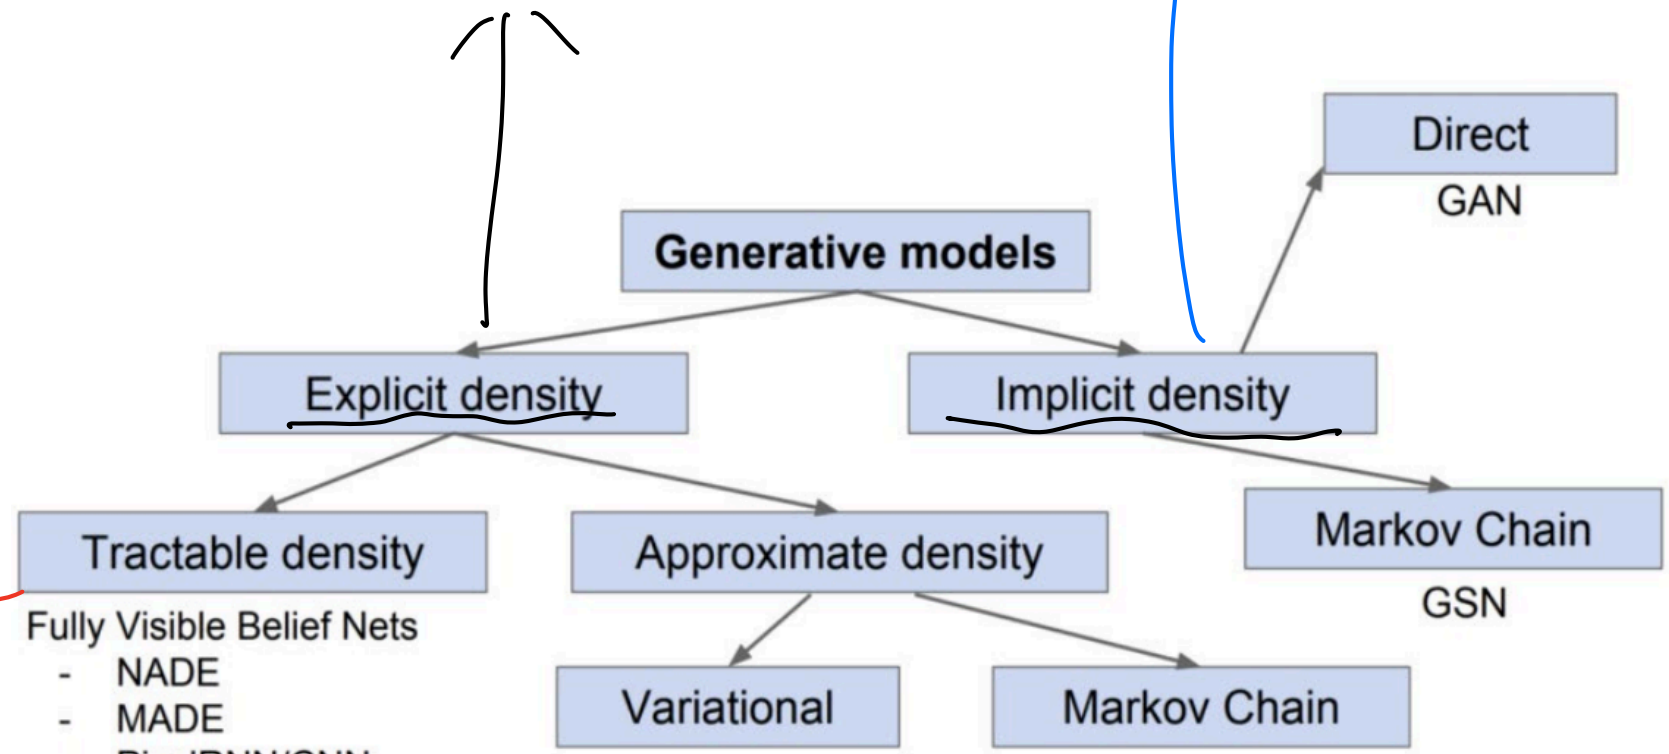 Direct
GAN
Generative models
Explicit density
Implicit density
Tractable density
Approximate density
Markov Chain
GSN
Fully Visible Belief Nets
- NADE
- MADE
Variational
Markov Chain